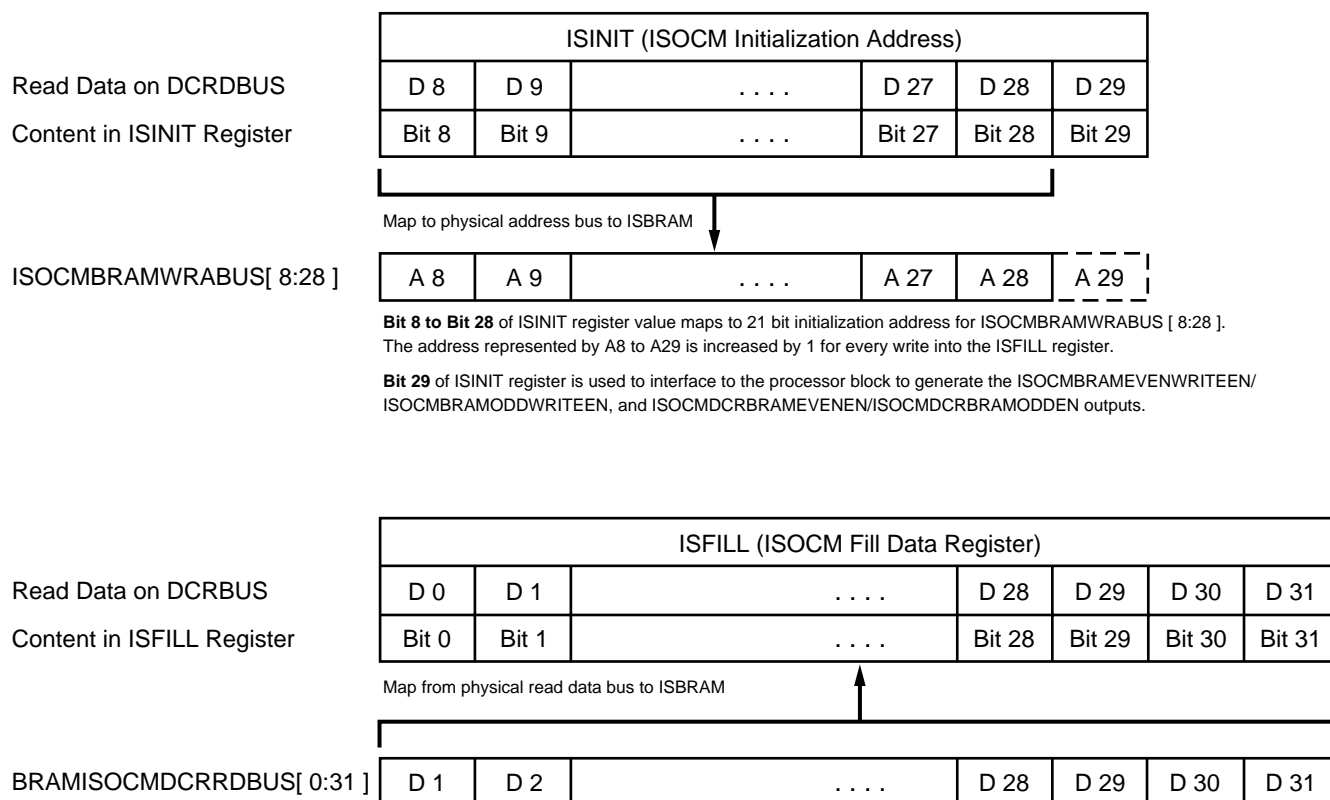 ISINIT (ISOCM Initialization Address)
Read Data on DCRDBUS D 8 D 9 . . . . D 27 D 28 D 29
Content in ISINIT Register Bit 8 Bit 9 . . . . Bit 27 Bit 28 Bit 29
Map to physical address bus to ISBRAM
ISOCMBRAMWRABUS[ 8:28 ] A 8 A 9 . . . . A 27 A 28 A 29
Bit 8 to Bit 28 of ISINIT register value maps to 21 bit initialization address for ISOCMBRAMWRABUS [ 8:28 ].
The address represented by A8 to A29 is increased by 1 for every write into the ISFILL register.
Bit 29 of ISINIT register is used to interface to the processor block to generate the ISOCMBRAMEVENWRITEEN/
ISOCMBRAMODDWRITEEN, and ISOCMDCRBRAMEVENEN/ISOCMDCRBRAMODDEN outputs.
ISFILL (ISOCM Fill Data Register)
Read Data on DCRBUS D 0 D 1 . . . . D 28 D 29 D 30 D 31
Content in ISFILL Register Bit 0 Bit 1 . . . . Bit 28 Bit 29 Bit 30 Bit 31
Map from physical read data bus to ISBRAM
BRAMISOCMDCRRDBUS[ 0:31 ] D 1 D 2 . . . . D 28 D 29 D 30 D 31